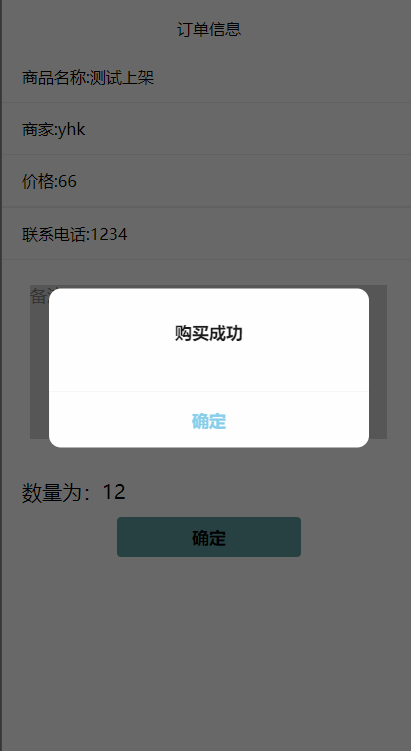 订单信息
商品名称:测试上架
商家:yhk
价格:66
联系电话:1234
备
购买成功
确定
数量为：12
确定